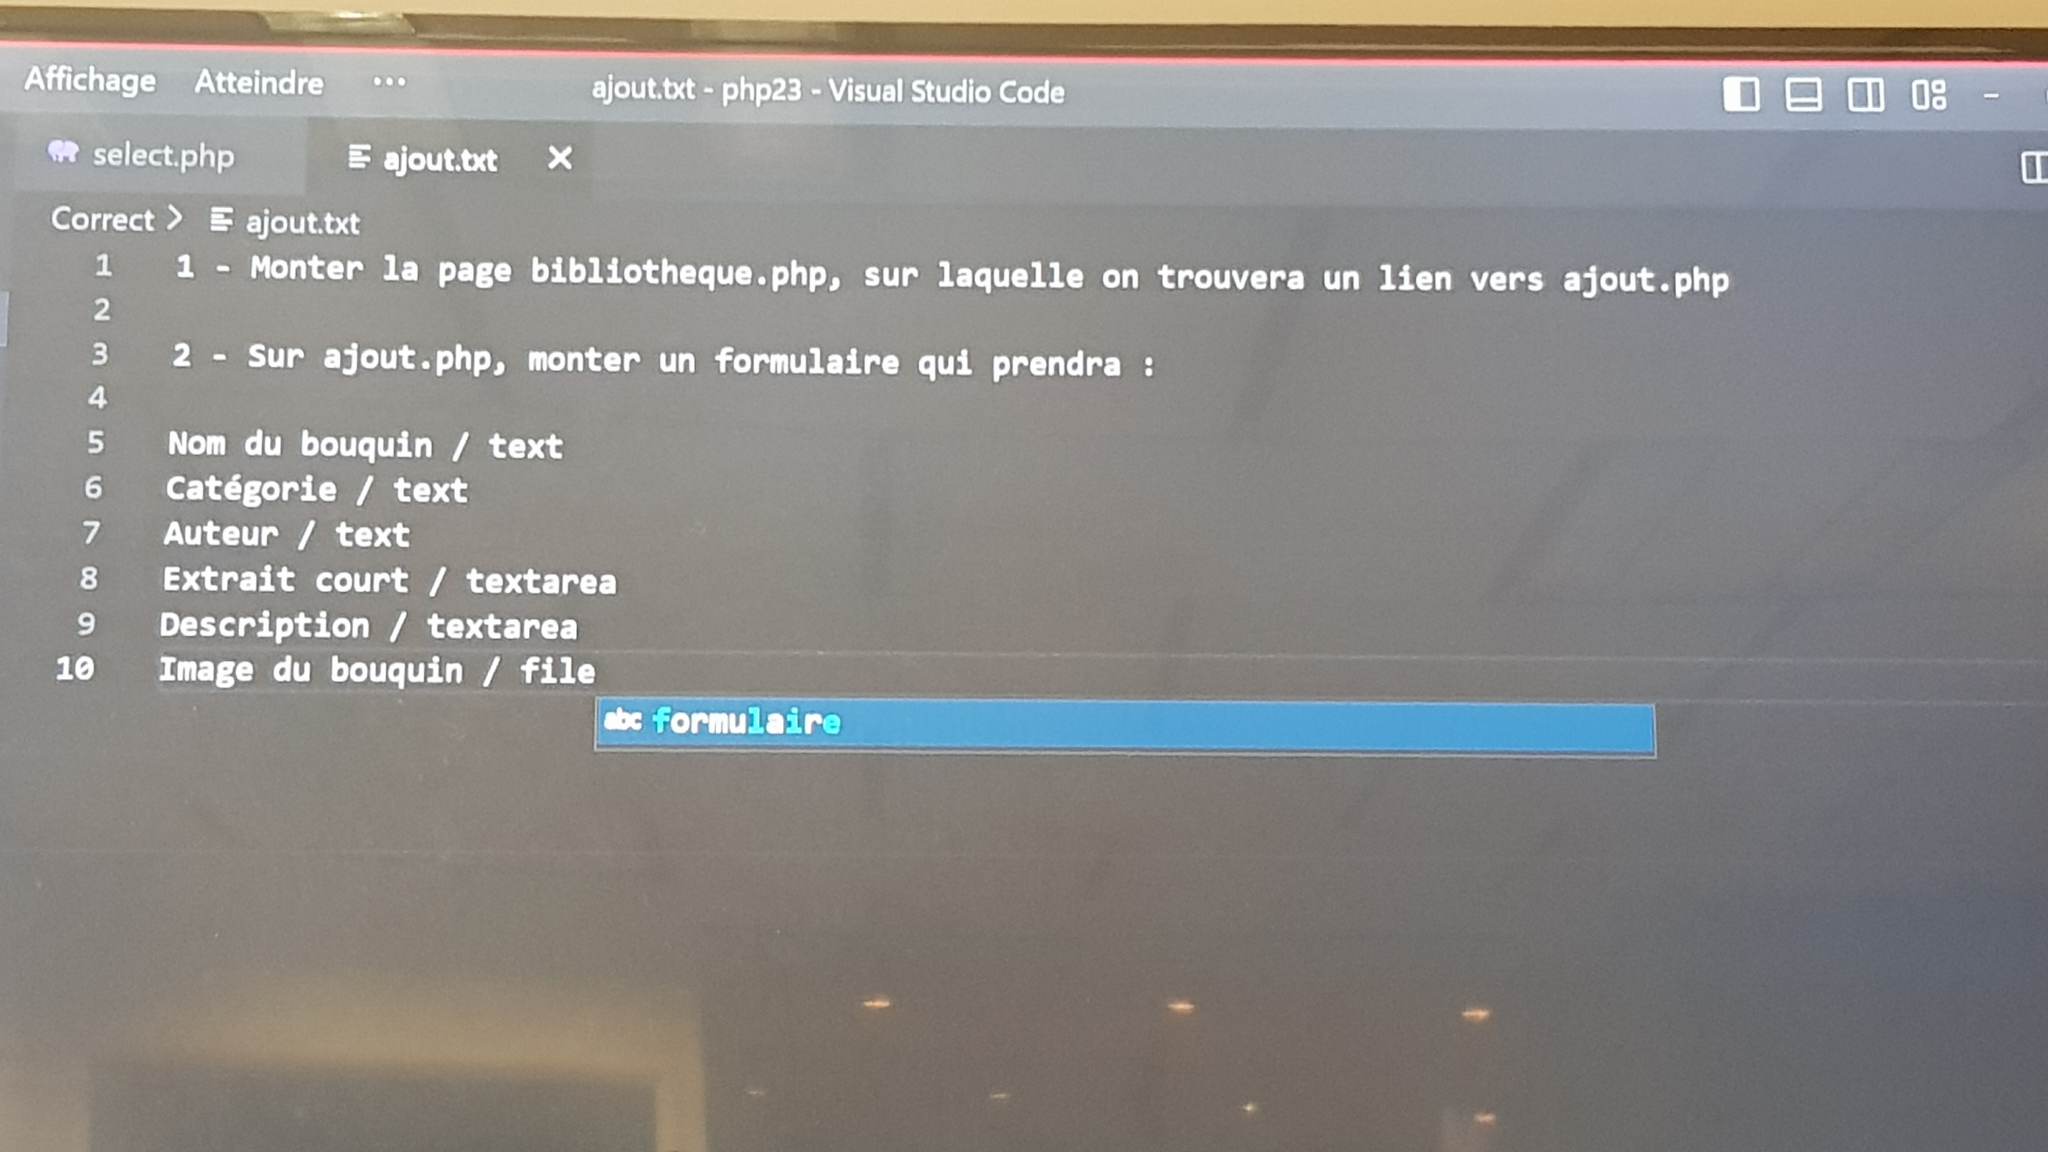 Affichage Atteindre ... ajout.txt - php23 - Visual Studio Code
select.php ajout.txt
Correct > ajout.txt
1 1 - Monter la page bibliotheque.php, sur laquelle on trouvera un lien vers ajout.php
2
3 2 - Sur ajout.php, monter un formulaire qui prendra :
4
5 Nom du bouquin / text
6 Catégorie / text
7 Auteur / text
8 Extrait court / textarea
9 Description / textarea
10 Image du bouquin / file
abc formulaire